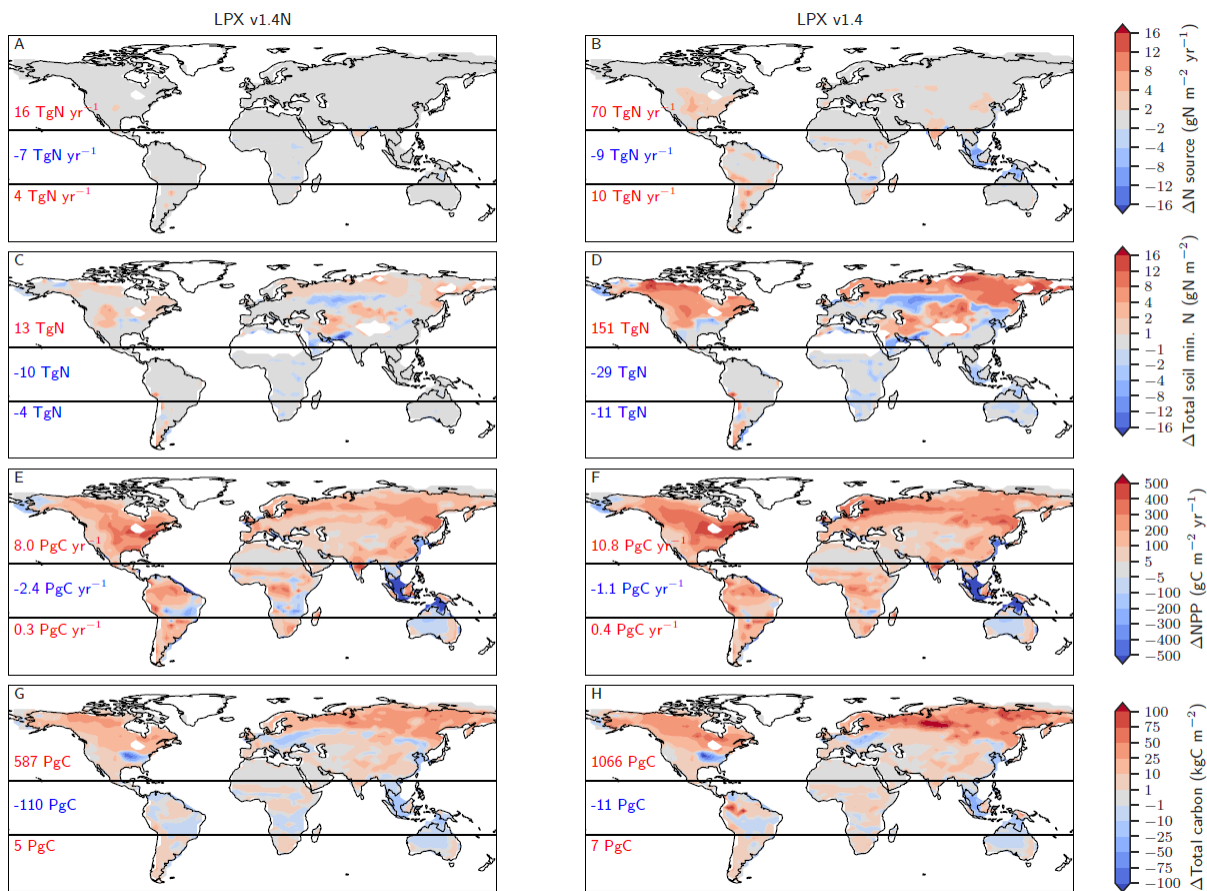 LPX v1.4N
LPX v1.4
A
16 TgN yr⁻¹
-7 TgN yr⁻¹
4 TgN yr⁻¹
B
70 TgN yr⁻¹
-9 TgN yr⁻¹
10 TgN yr⁻¹
16
12
8
4
2
−2
−4
−8
−12
−16
ΔN source (gN m⁻² yr⁻¹)
C
13 TgN
-10 TgN
-4 TgN
D
151 TgN
-29 TgN
-11 TgN
16
12
8
4
2
1
−1
−2
−4
−8
−12
−16
ΔTotal soil min. N (gN m⁻²)
E
8.0 PgC yr⁻¹
-2.4 PgC yr⁻¹
0.3 PgC yr⁻¹
F
10.8 PgC yr⁻¹
-1.1 PgC yr⁻¹
0.4 PgC yr⁻¹
500
400
300
200
100
5
−5
−100
−200
−300
−400
−500
ΔNPP (gC m⁻² yr⁻¹)
G
587 PgC
-110 PgC
5 PgC
H
1066 PgC
-11 PgC
7 PgC
100
75
50
25
10
1
−1
−10
−25
−50
−75
−100
ΔTotal carbon (kgC m⁻²)